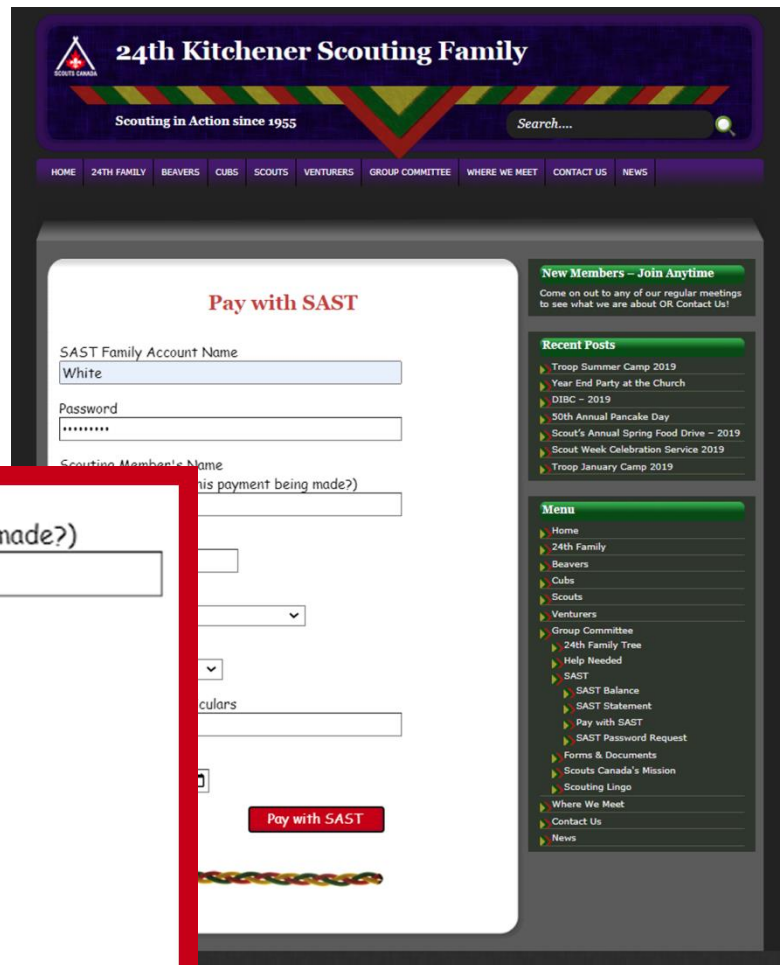 SCOUTS CANADA
24th Kitchener Scouting Family
Scouting in Action since 1955
Search....
HOME 24TH FAMILY BEAVERS CUBS SCOUTS VENTURERS GROUP COMMITTEE WHERE WE MEET CONTACT US NEWS
Pay with SAST
SAST Family Account Name
White
Password
•••••••••
Scouting Member's Name
his payment being made?)
culars
Pay with SAST
made?)
New Members – Join Anytime
Come on out to any of our regular meetings
to see what we are about OR Contact Us!
Recent Posts
Troop Summer Camp 2019
Year End Party at the Church
DIBC – 2019
50th Annual Pancake Day
Scout's Annual Spring Food Drive – 2019
Scout Week Celebration Service 2019
Troop January Camp 2019
Menu
Home
24th Family
Beavers
Cubs
Scouts
Venturers
Group Committee
24th Family Tree
Help Needed
SAST
SAST Balance
SAST Statement
Pay with SAST
SAST Password Request
Forms & Documents
Scouts Canada's Mission
Scouting Lingo
Where We Meet
Contact Us
News